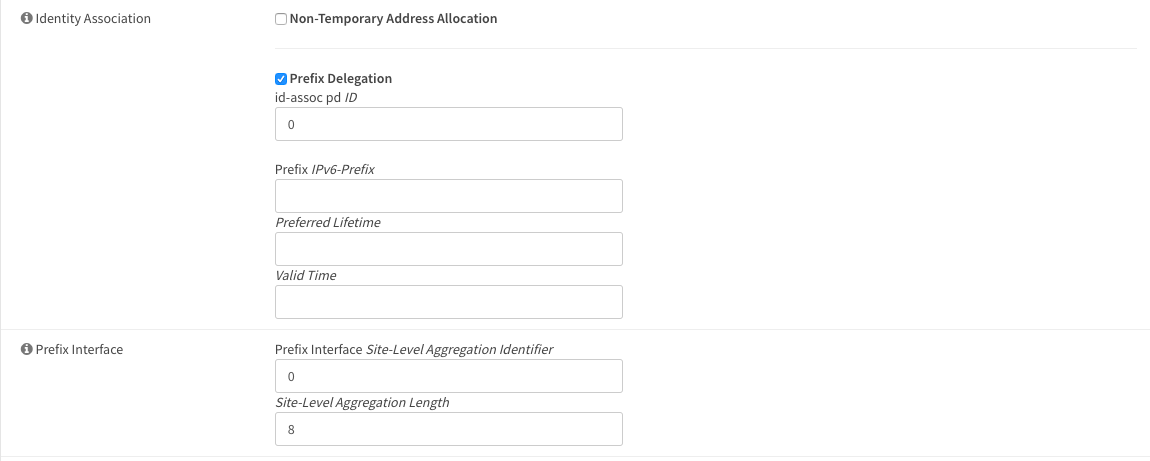 Identity Association
Non-Temporary Address Allocation
Prefix Delegation
id-assoc pd ID
0
Prefix IPv6-Prefix
Preferred Lifetime
Valid Time
Prefix Interface
Prefix Interface Site-Level Aggregation Identifier
0
Site-Level Aggregation Length
8